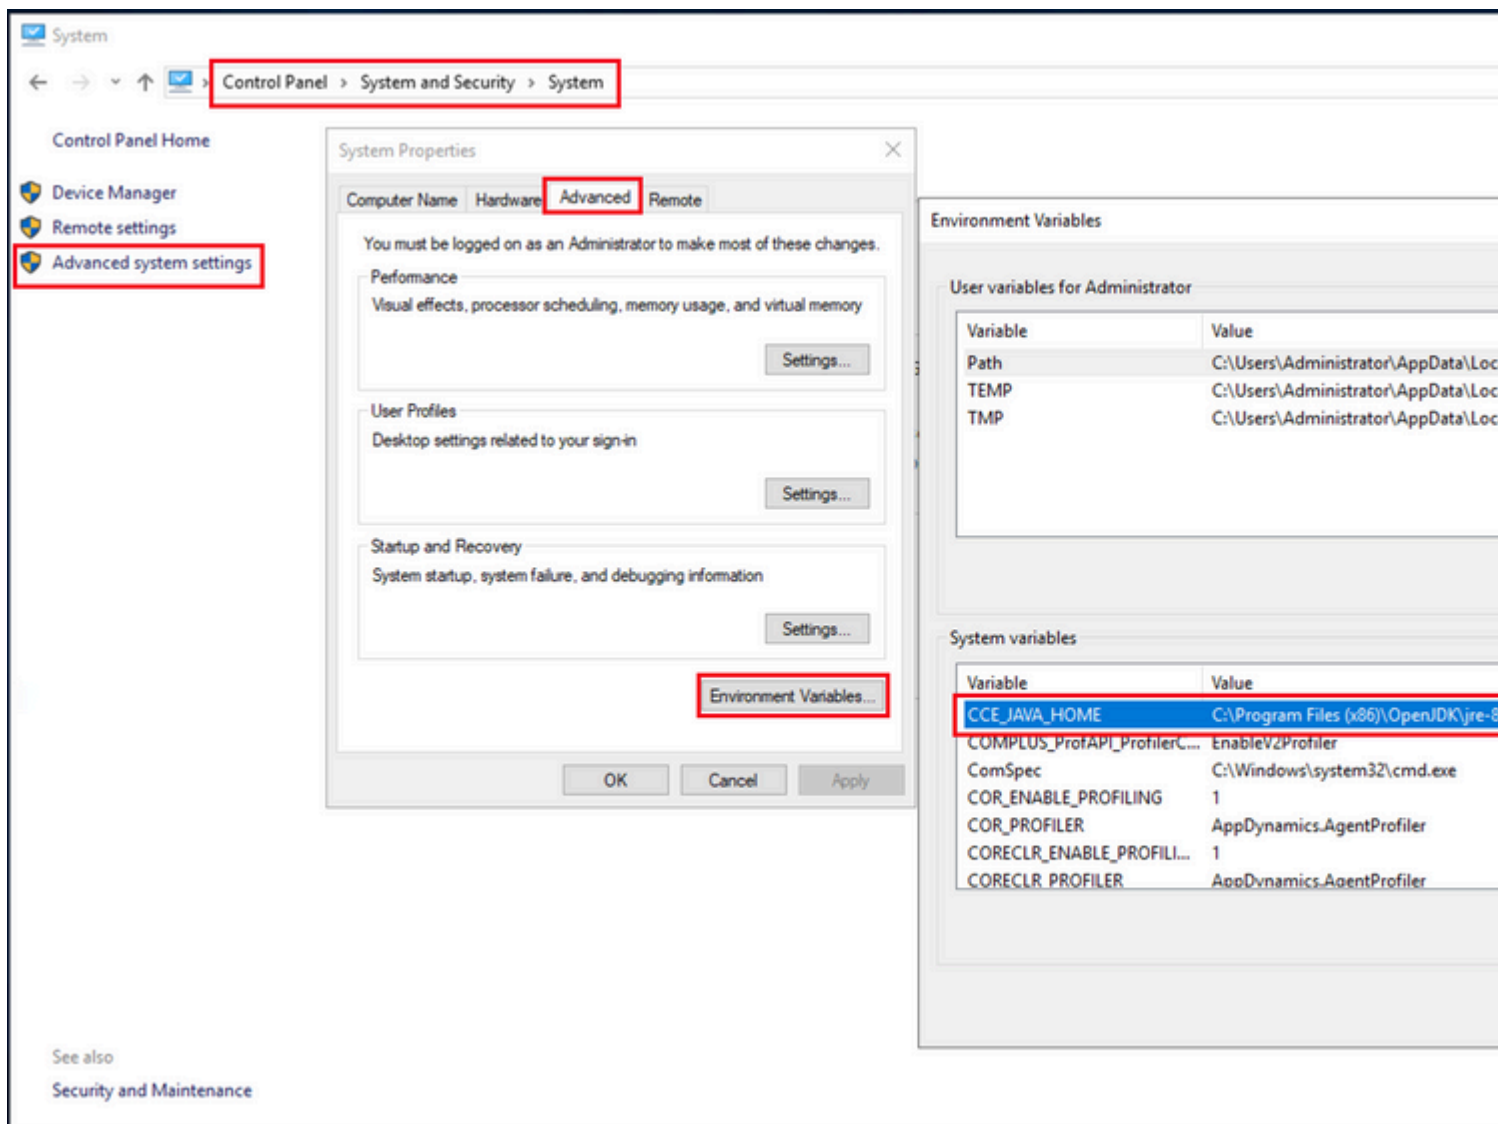 System
Control Panel > System and Security > System
Control Panel Home
Device Manager
Remote settings
Advanced system settings
System Properties
Computer Name Hardware Advanced Remote
You must be logged on as an Administrator to make most of these changes.
Performance
Visual effects, processor scheduling, memory usage, and virtual memory
Settings...
User Profiles
Desktop settings related to your sign-in
Settings...
Startup and Recovery
System startup, system failure, and debugging information
Settings...
Environment Variables...
OK Cancel Apply
Environment Variables
User variables for Administrator
Variable Value
Path C:\Users\Administrator\AppData\Loc
TEMP C:\Users\Administrator\AppData\Loc
TMP C:\Users\Administrator\AppData\Loc
System variables
Variable Value
CCE_JAVA_HOME C:\Program Files (x86)\OpenJDK\jre-8
COMPLUS_ProfAPI_ProfilerC... EnableV2Profiler
ComSpec C:\Windows\system32\cmd.exe
COR_ENABLE_PROFILING 1
COR_PROFILER AppDynamics.AgentProfiler
CORECLR_ENABLE_PROFILI... 1
CORECLR_PROFILER AppDynamics.AgentProfiler
See also
Security and Maintenance